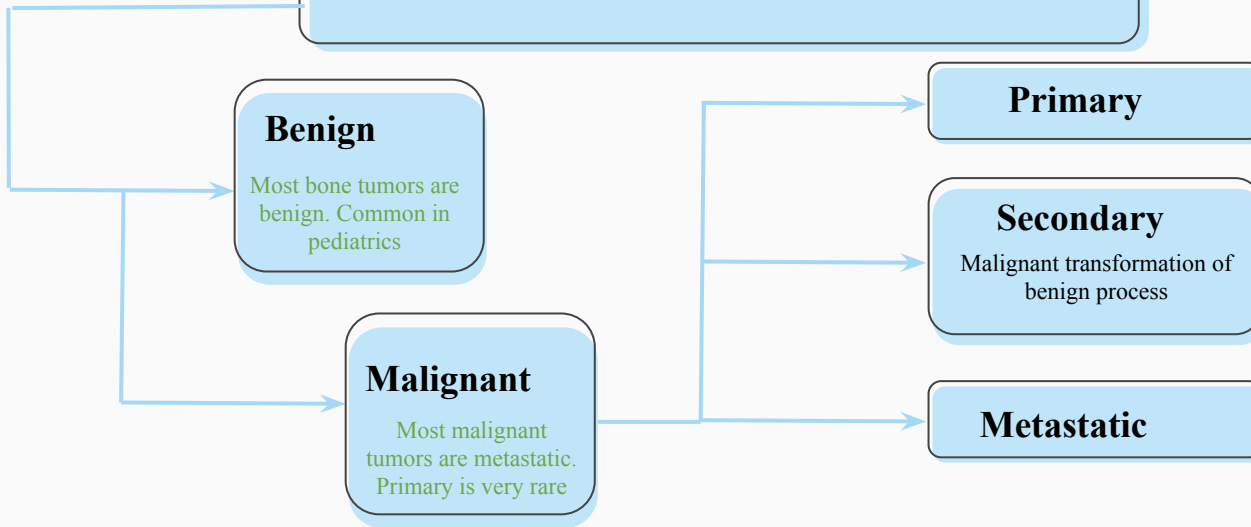 Benign
Most bone tumors are
benign. Common in
pediatrics
Malignant
Most malignant
tumors are metastatic.
Primary is very rare
Primary
Secondary
Malignant transformation of
benign process
Metastatic